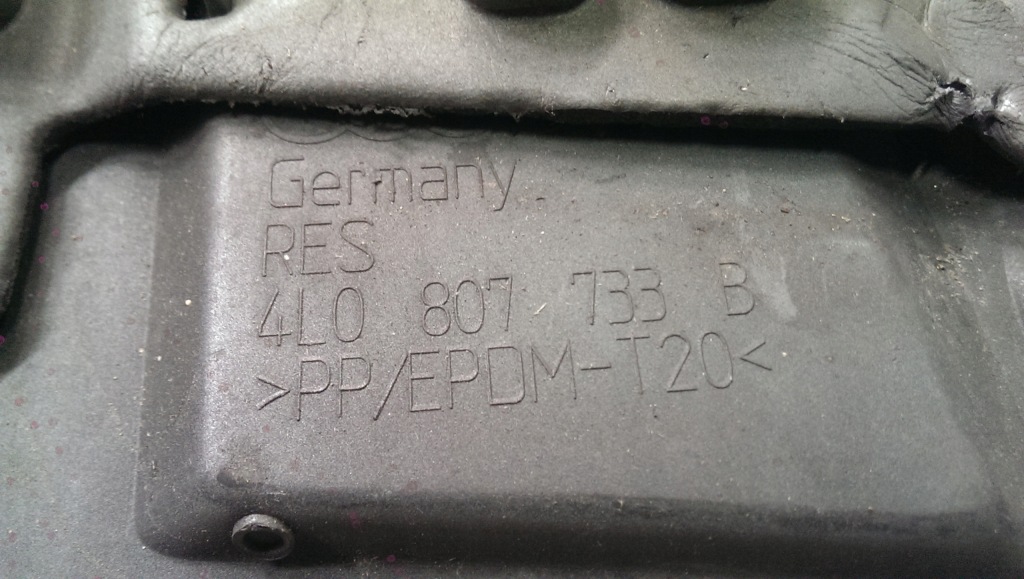 Germany
RES
4L0 807 733 B
>PP/EPDM-T20<